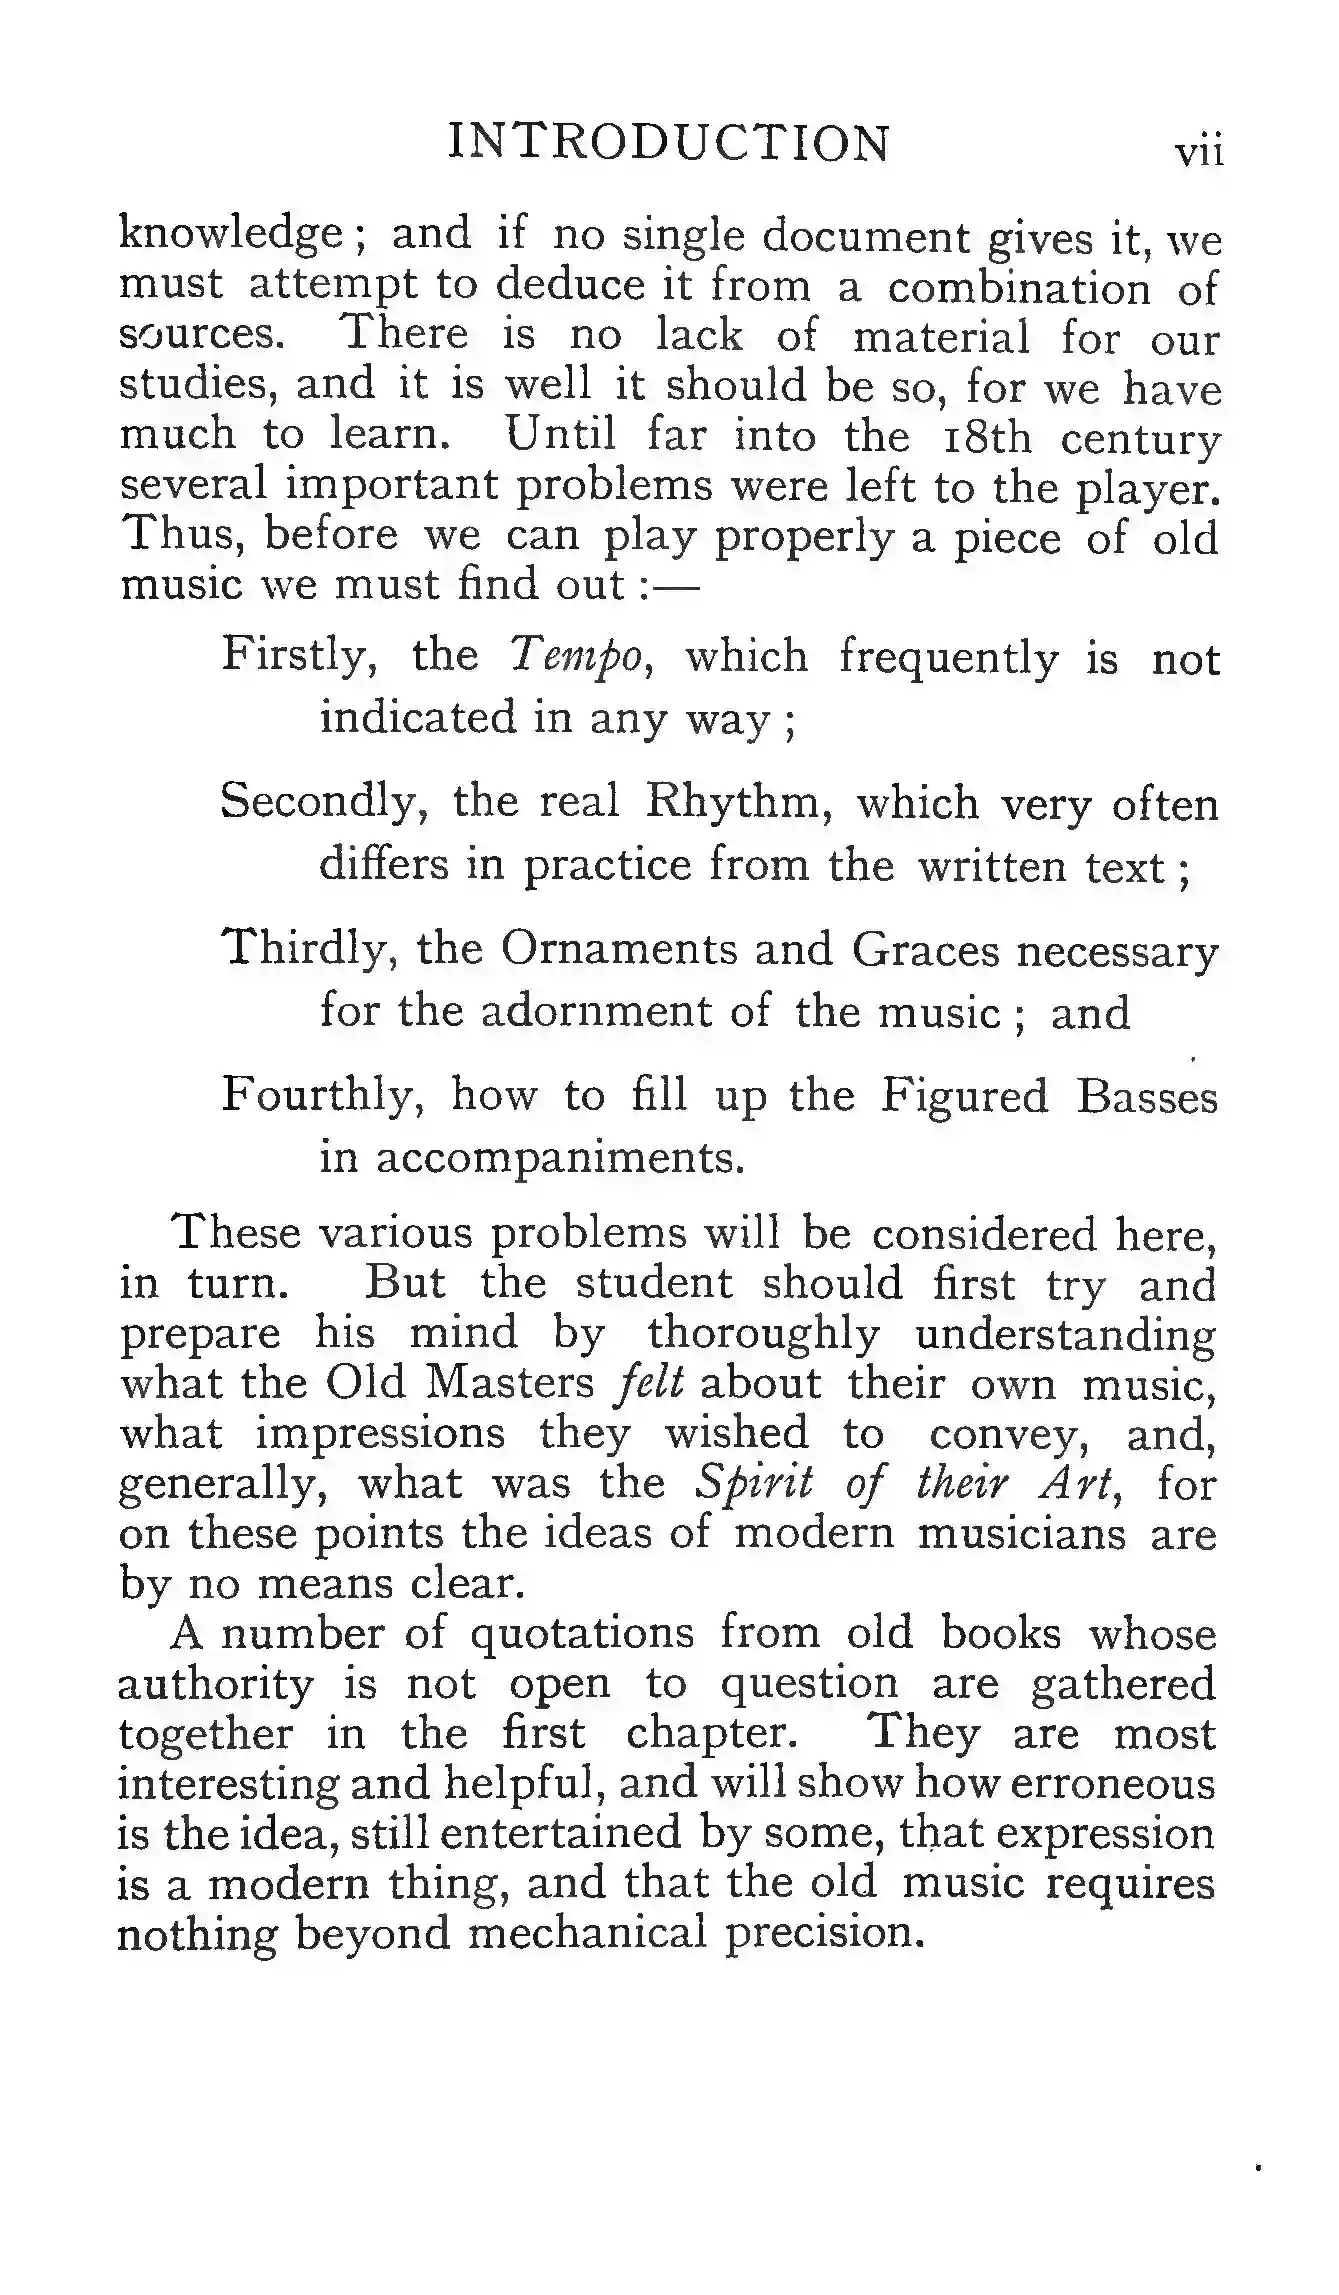 INTRODUCTION vii
knowledge; and if no single document gives it, we
must attempt to deduce it from a combination of
sources. There is no lack of material for our
studies, and it is well it should be so, for we have
much to learn. Until far into the 18th century
several important problems were left to the player.
Thus, before we can play properly a piece of old
music we must find out :—
Firstly, the Tempo, which frequently is not
indicated in any way ;
Secondly, the real Rhythm, which very often
differs in practice from the written text ;
Thirdly, the Ornaments and Graces necessary
for the adornment of the music ; and
Fourthly, how to fill up the Figured Basses
in accompaniments.
These various problems will be considered here,
in turn. But the student should first try and
prepare his mind by thoroughly understanding
what the Old Masters felt about their own music,
what impressions they wished to convey, and,
generally, what was the Spirit of their Art, for
on these points the ideas of modern musicians are
by no means clear.
A number of quotations from old books whose
authority is not open to question are gathered
together in the first chapter. They are most
interesting and helpful, and will show how erroneous
is the idea, still entertained by some, that expression
is a modern thing, and that the old music requires
nothing beyond mechanical precision.